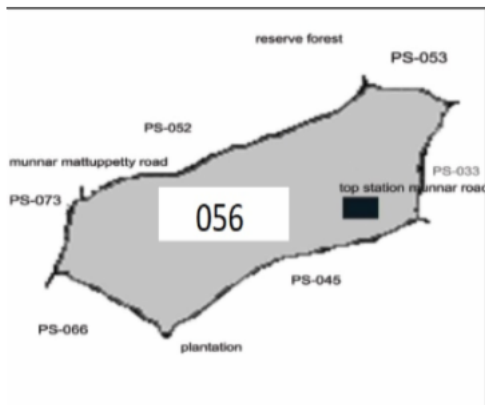 reserve forest
PS-053
PS-052
munnar mattuppetty road
PS-033
top station munnar road
PS-073
056
PS-045
PS-066
plantation